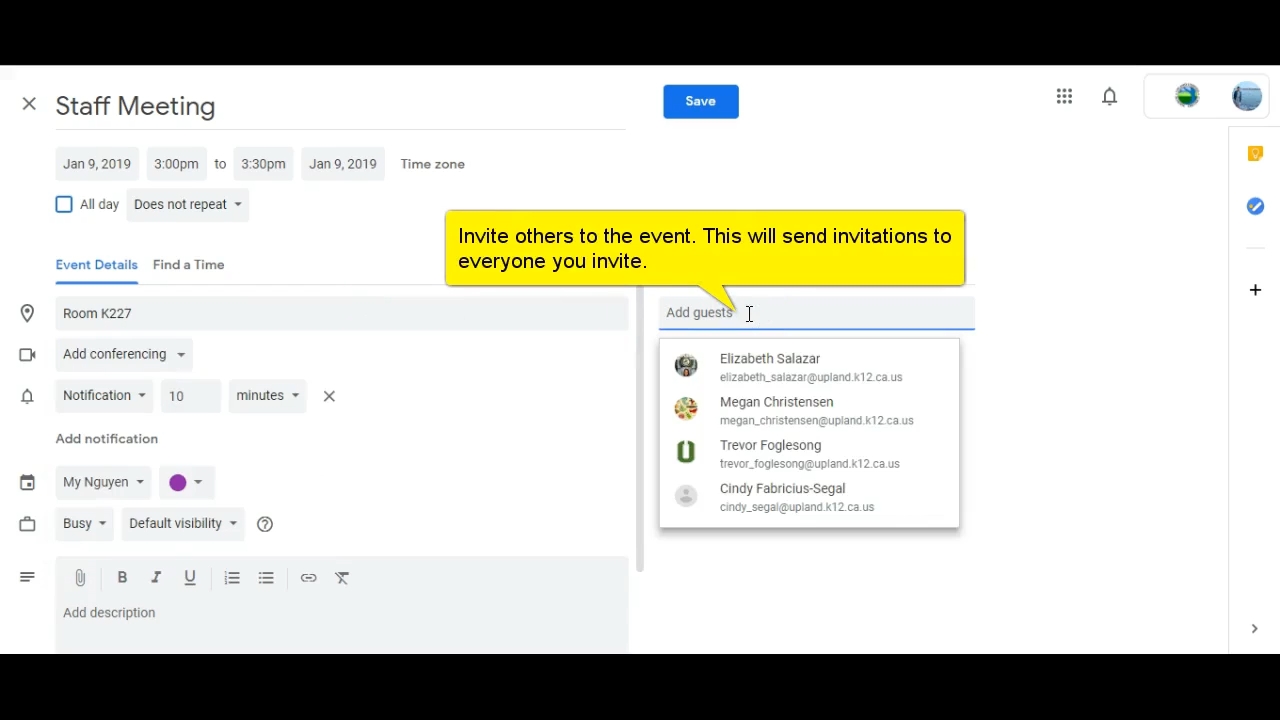 Staff Meeting
Save
Jan 9, 2019 3:00pm to 3:30pm Jan 9, 2019 Time zone
All day Does not repeat
Invite others to the event. This will send invitations to
everyone you invite.
Event Details Find a Time
Room K227
Add guests
Add conferencing
Notification 10 minutes
Add notification
My Nguyen
Busy Default visibility
B I U
Add description
Elizabeth Salazar
elizabeth_salazar@upland.k12.ca.us
Megan Christensen
megan_christensen@upland.k12.ca.us
Trevor Foglesong
trevor_foglesong@upland.k12.ca.us
Cindy Fabricius-Segal
cindy_segal@upland.k12.ca.us